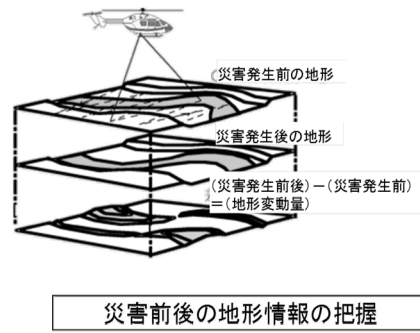 災害発生前の地形
災害発生後の地形
(災害発生前後)－(災害発生前)
＝(地形変動量)
災害前後の地形情報の把握